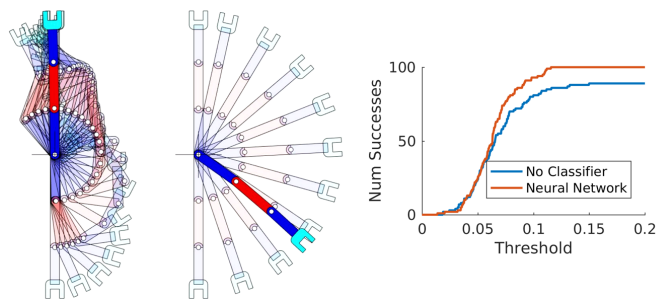 100
50
0
Num Successes
No Classifier
Neural Network
0 0.05 0.1 0.15 0.2
Threshold